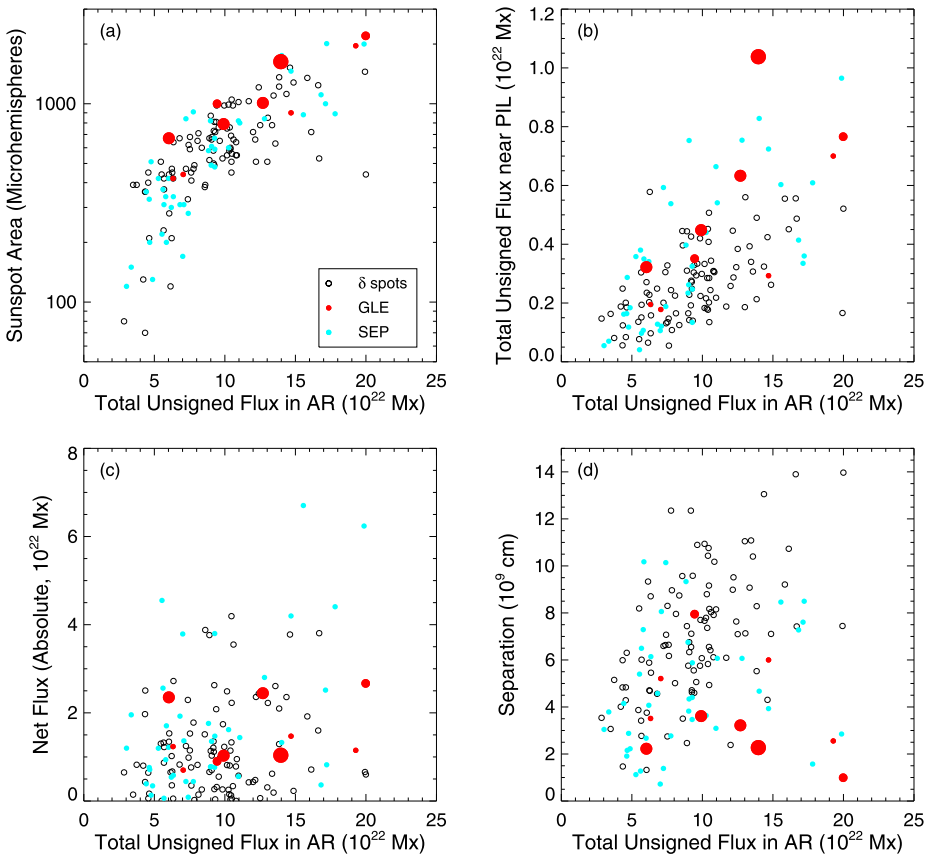 (a)
Sunspot Area (Microhemispheres)
1000
100
δ spots
GLE
SEP
0 5 10 15 20 25
Total Unsigned Flux in AR (10²² Mx)
(b)
Total Unsigned Flux near PIL (10²² Mx)
1.2
1.0
0.8
0.6
0.4
0.2
0.0
0 5 10 15 20 25
Total Unsigned Flux in AR (10²² Mx)
(c)
Net Flux (Absolute, 10²² Mx)
8
6
4
2
0
0 5 10 15 20 25
Total Unsigned Flux in AR (10²² Mx)
(d)
Separation (10⁹ cm)
14
12
10
8
6
4
2
0
0 5 10 15 20 25
Total Unsigned Flux in AR (10²² Mx)